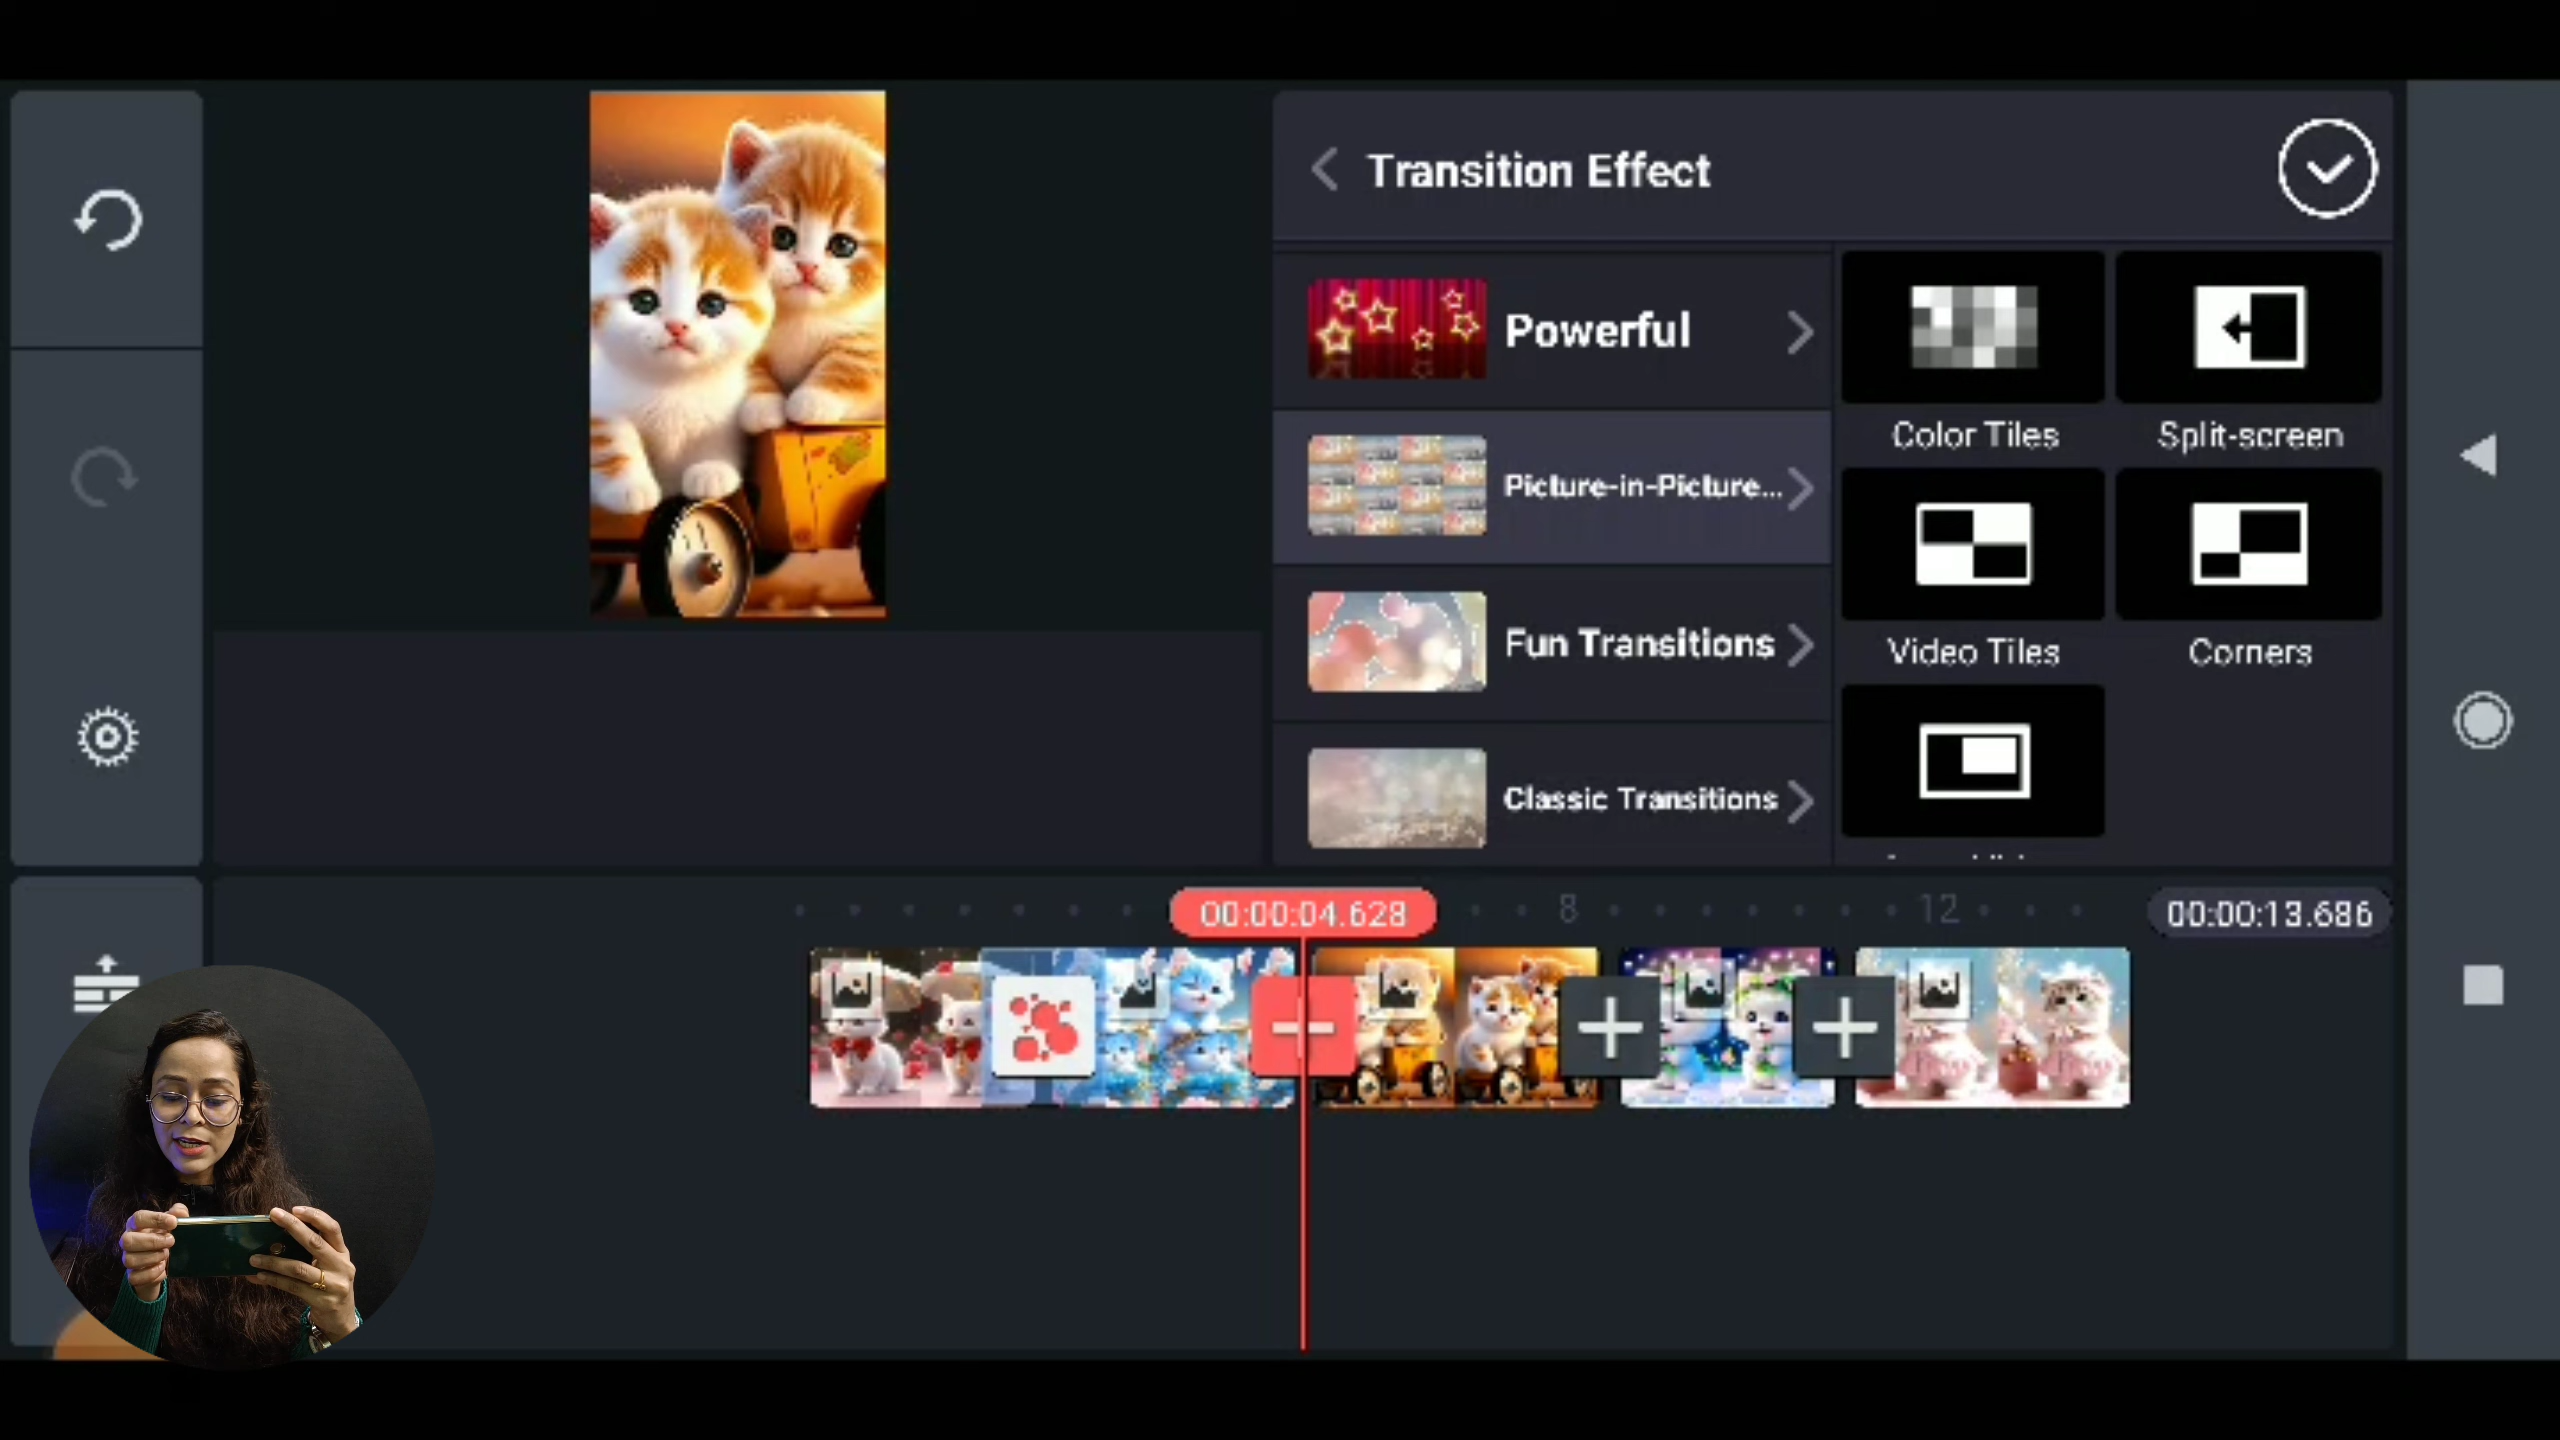 Transition Effect
Powerful
Picture-in-Picture...
Fun Transitions
Classic Transitions
Color Tiles
Split-screen
Video Tiles
Corners
00:00:04.628
8
12
00:00:13.686